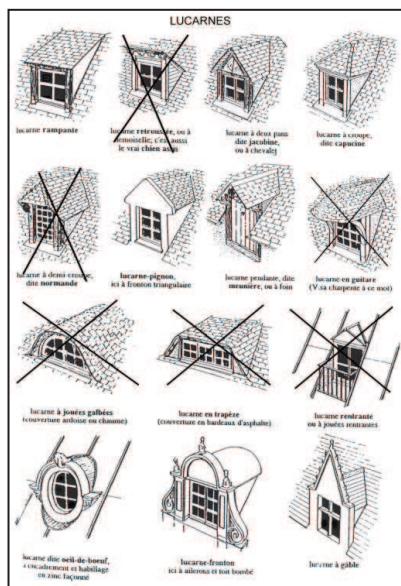 LUCARNES
lucarne rampante
lucarne retroussée, ou à
demoiselle; c'est aussi
le vrai chien assis
lucarne à deux pans
dite jacobine,
ou à chevalet
lucarne à croupe,
dite capucine
lucarne à demi-croupe,
dite normande
lucarne-pignon,
ici à fronton triangulaire
lucarne pendante, dite
meunière, ou à foin
lucarne en guitare
(V.sa charpente à ce mot)
lucarne à jouées galbées
(couverture ardoise ou chaume)
lucarne en trapèze
(couverture en bardeaux d'asphalte)
lucarne rentrante
ou à jouées rentrantes
lucarne dite oeil-de-boeuf,
à encadrement et habillage
en zinc façonné
lucarne-fronton
ici à ailerons et toit bombé
lucarne à gâble